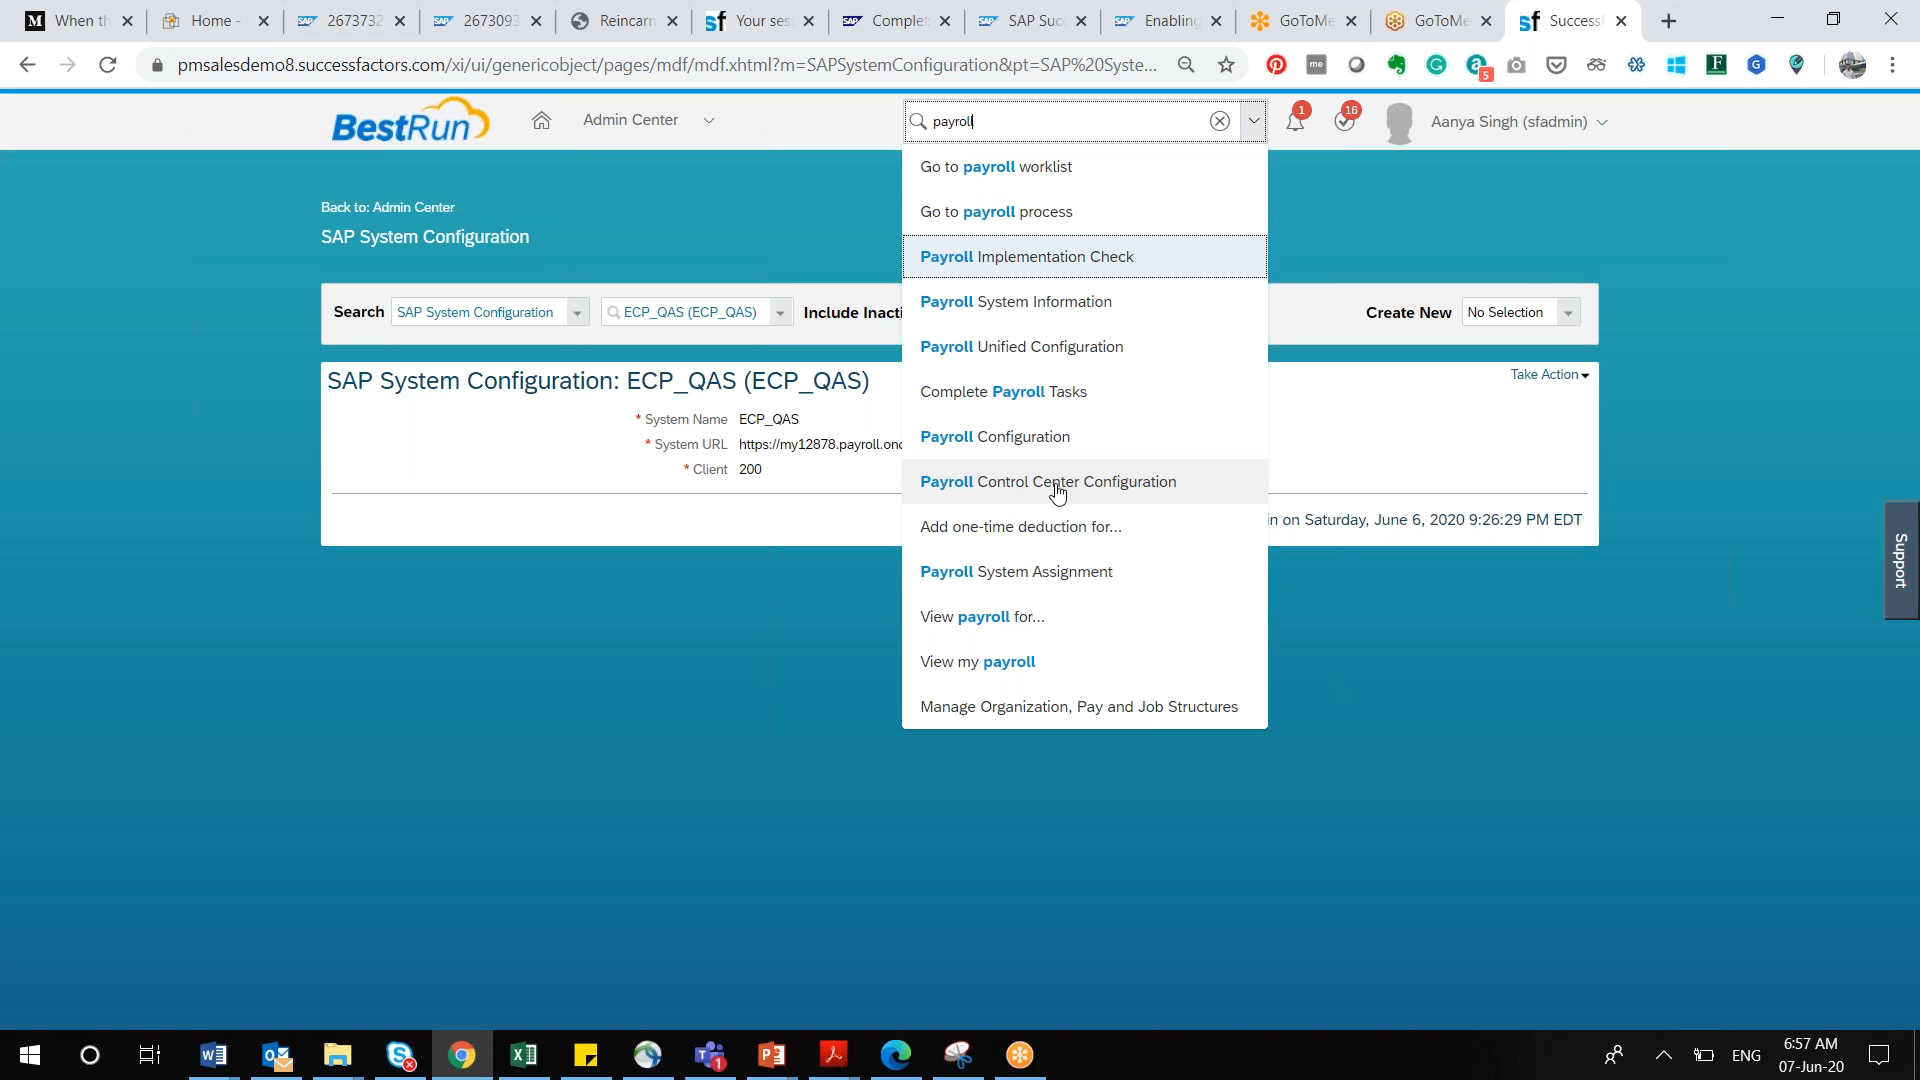 When th
Home -
2673732
2673093
Reincarn
Your ses
Complet
SAP Suc
Enabling
GoToMe
GoToMe
Success
pmsalesdemo8.successfactors.com/xi/ui/genericobject/pages/mdf/mdf.xhtml?m=SAPSystemConfiguration&pt=SAP%20Syste...
5
BestRun
Admin Center
payroll
1
16
Aanya Singh (sfadmin)
Go to payroll worklist
Go to payroll process
Payroll Implementation Check
Payroll System Information
Payroll Unified Configuration
Complete Payroll Tasks
Payroll Configuration
Payroll Control Center Configuration
Add one-time deduction for...
Payroll System Assignment
View payroll for...
View my payroll
Manage Organization, Pay and Job Structures
Back to: Admin Center
SAP System Configuration
Search SAP System Configuration ECP_QAS (ECP_QAS) Include Inacti
Create New No Selection
SAP System Configuration: ECP_QAS (ECP_QAS)
Take Action
* System Name ECP_QAS
* System URL https://my12878.payroll.ond
* Client 200
in on Saturday, June 6, 2020 9:26:29 PM EDT
Support
ENG
6:57 AM
07-Jun-20